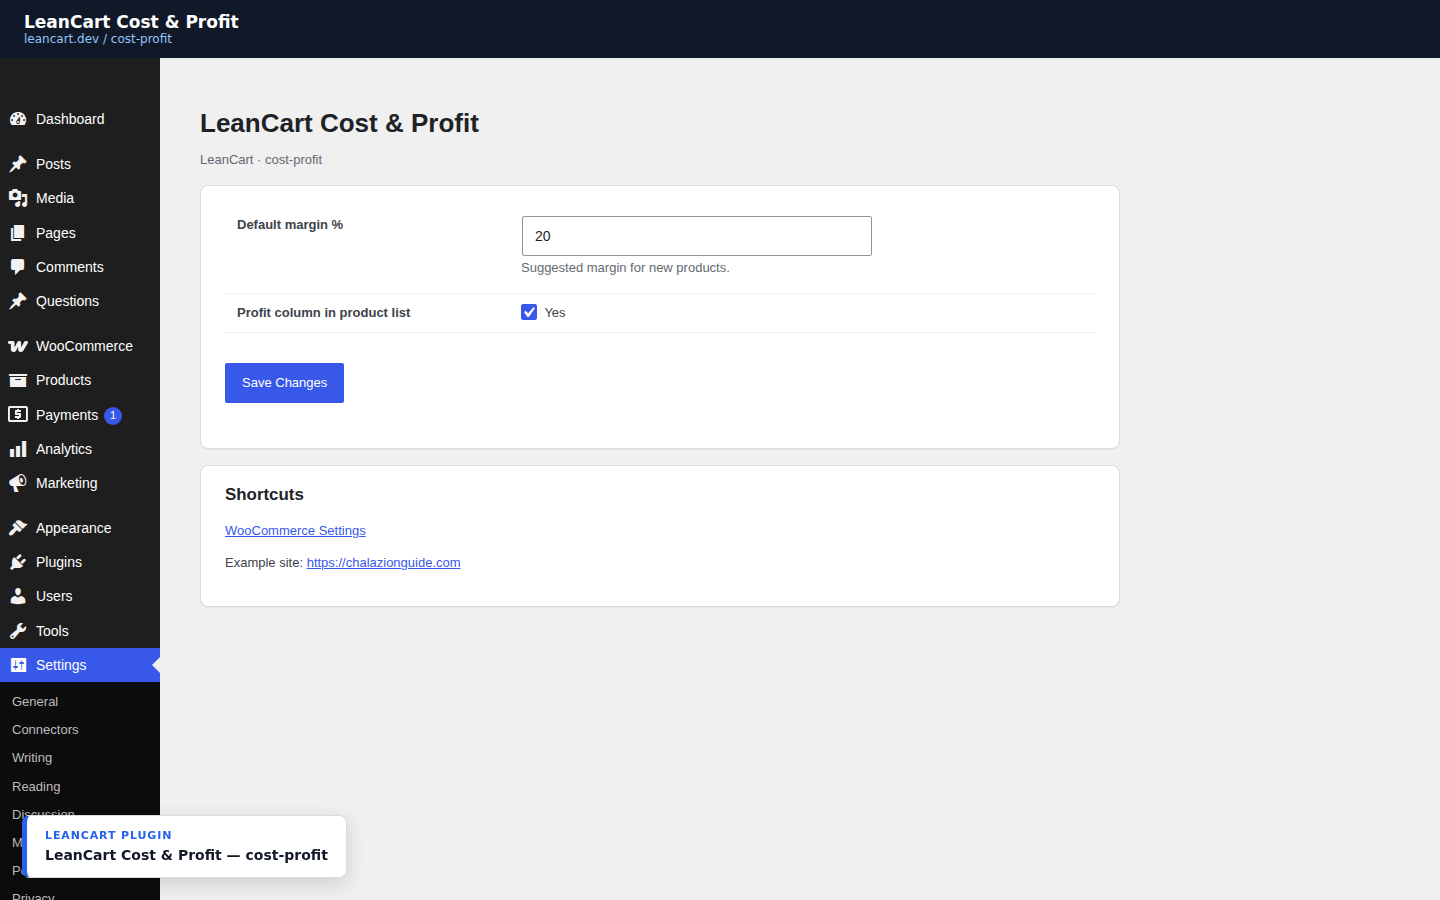 LeanCart Cost & Profit
leancart.dev / cost-profit
Dashboard
Posts
Media
Pages
Comments
Questions
WooCommerce
Products
Payments 1
Analytics
Marketing
Appearance
Plugins
Users
Tools
Settings
General
Connectors
Writing
Reading
Discussion
Privacy
LeanCart Cost & Profit
LeanCart · cost-profit
Default margin %
20
Suggested margin for new products.
Profit column in product list
Yes
Save Changes
Shortcuts
WooCommerce Settings
Example site: https://chalazionguide.com
LEANCART PLUGIN
LeanCart Cost & Profit — cost-profit